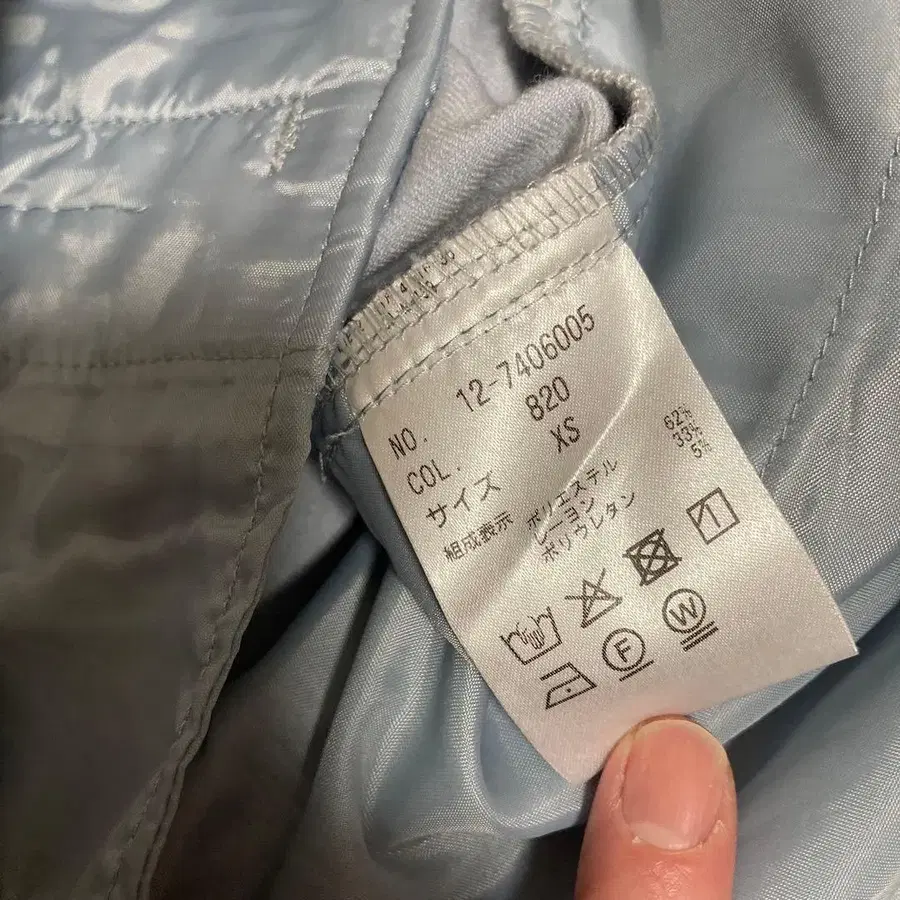 NO. 12-7406005
COL. 820
サイズ XS
組成表示 ポリエステル 62%
レーヨン 33%
ポリウレタン 5%
F
W